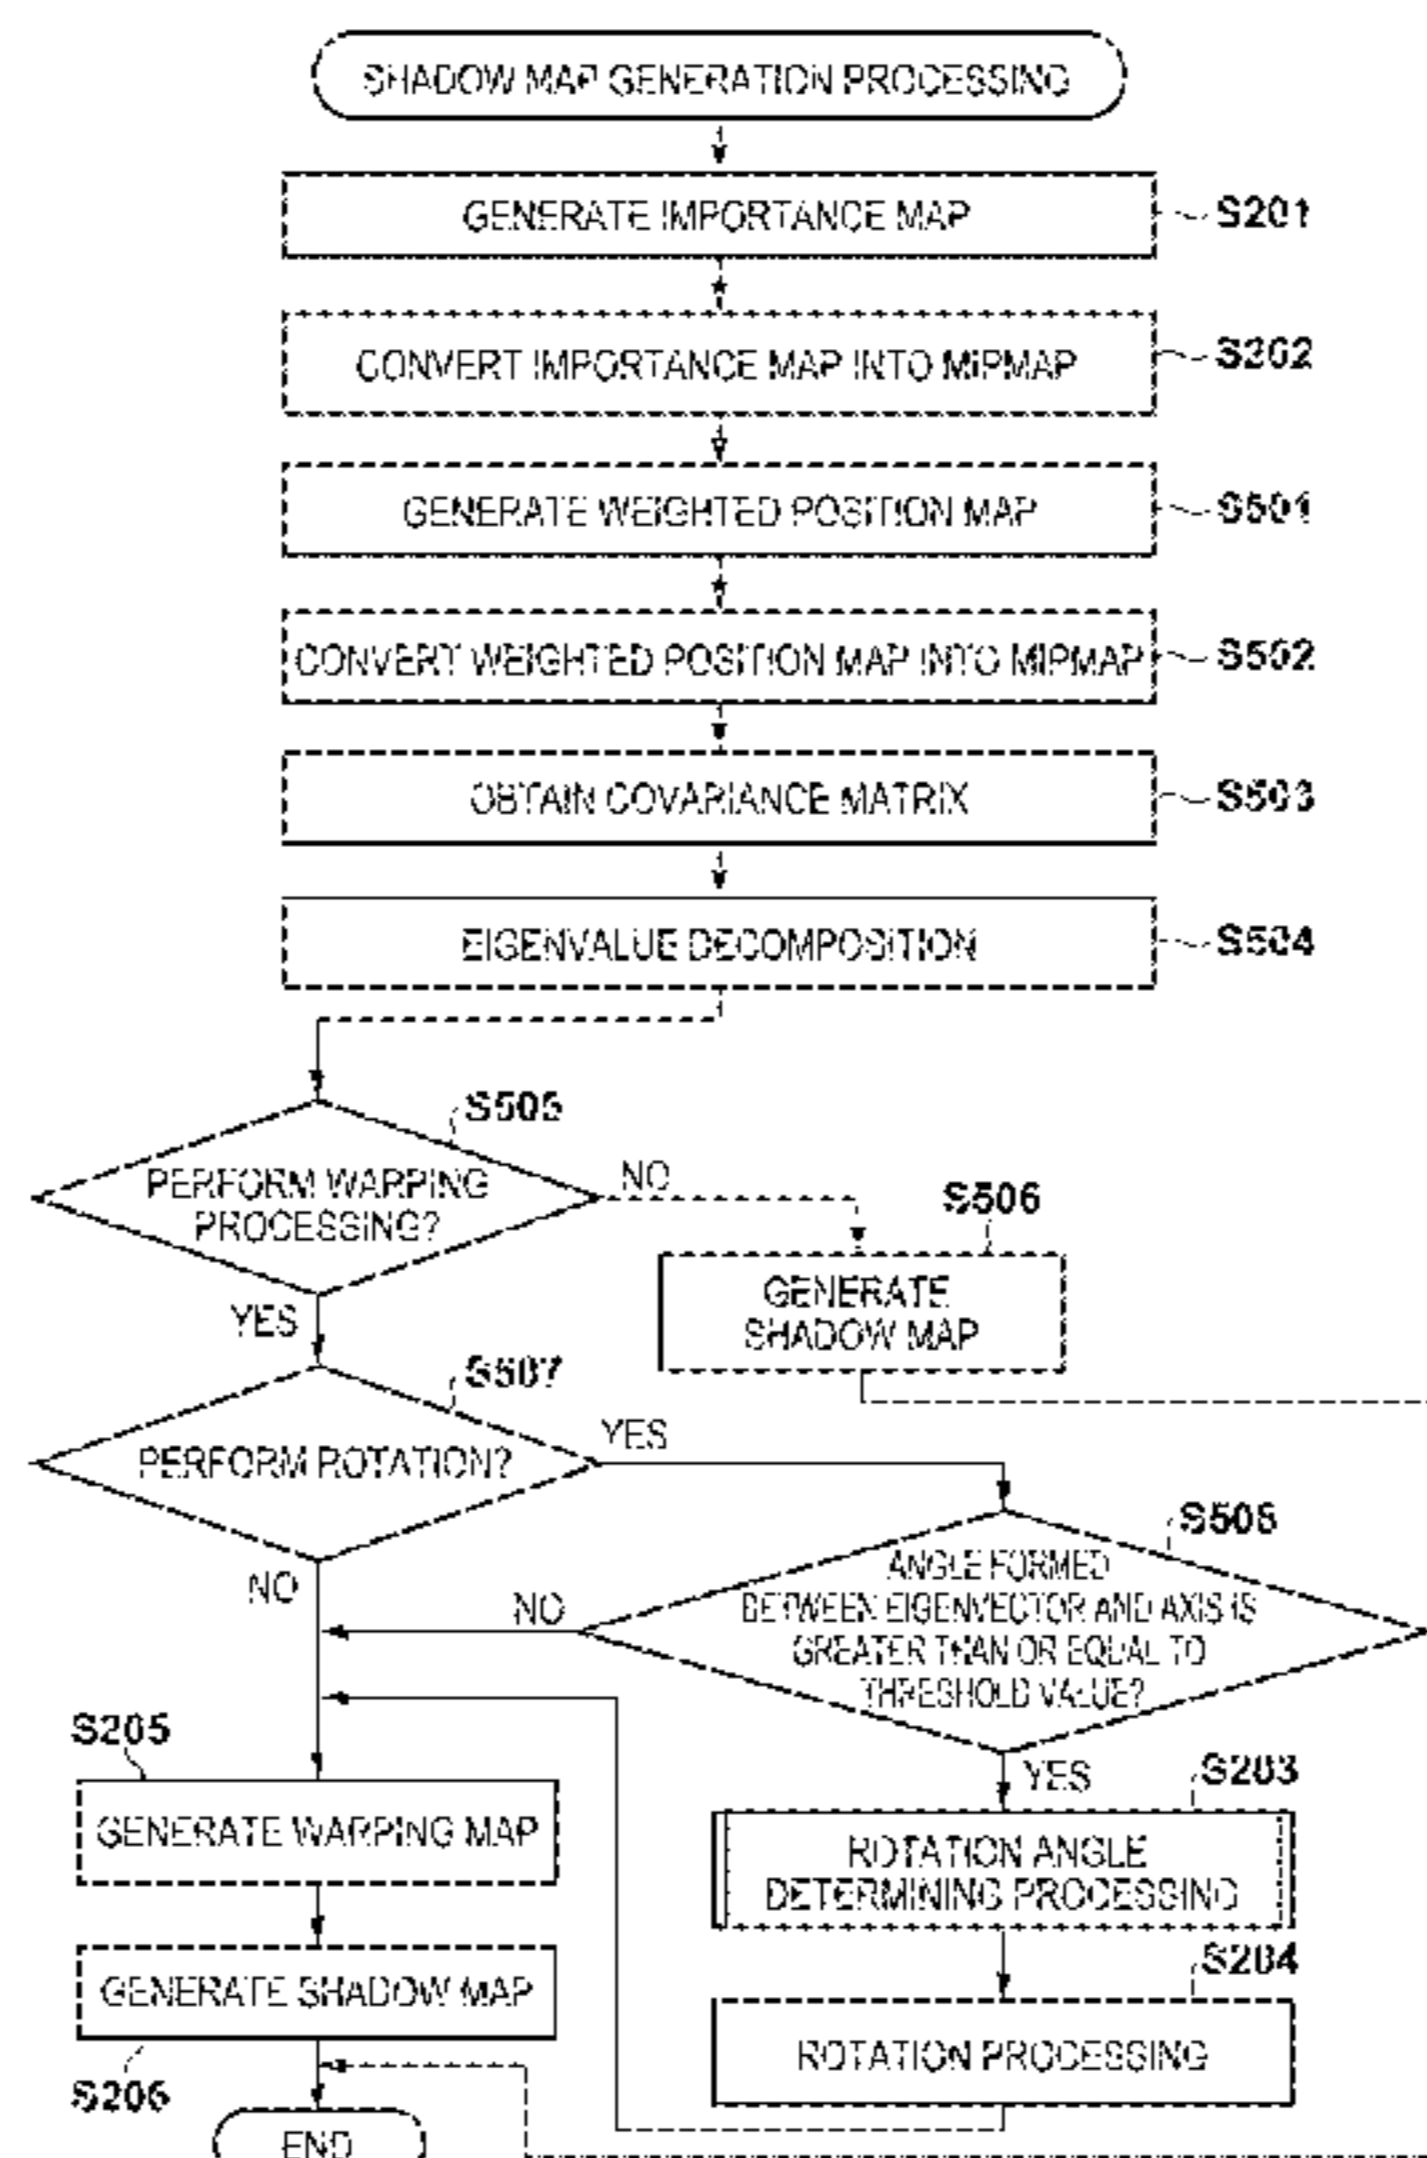 SHADOW MAP GENERATION PROCESSING
GENERATE IMPORTANCE MAP
S201
CONVERT IMPORTANCE MAP INTO MIPMAP
S202
GENERATE WEIGHTED POSITION MAP
S501
CONVERT WEIGHTED POSITION MAP INTO MIPMAP
S502
OBTAIN COVARIANCE MATRIX
S503
EIGENVALUE DECOMPOSITION
S504
S505
PERFORM WARPING
PROCESSING?
NO
S506
GENERATE
SHADOW MAP
YES
S507
PERFORM ROTATION?
YES
S508
ANGLE FORMED
BETWEEN EIGENVECTOR AND AXIS IS
GREATER THAN OR EQUAL TO
THRESHOLD VALUE?
NO
NO
YES
S205
GENERATE WARPING MAP
S203
ROTATION ANGLE
DETERMINING PROCESSING
GENERATE SHADOW MAP
S206
S204
ROTATION PROCESSING
END